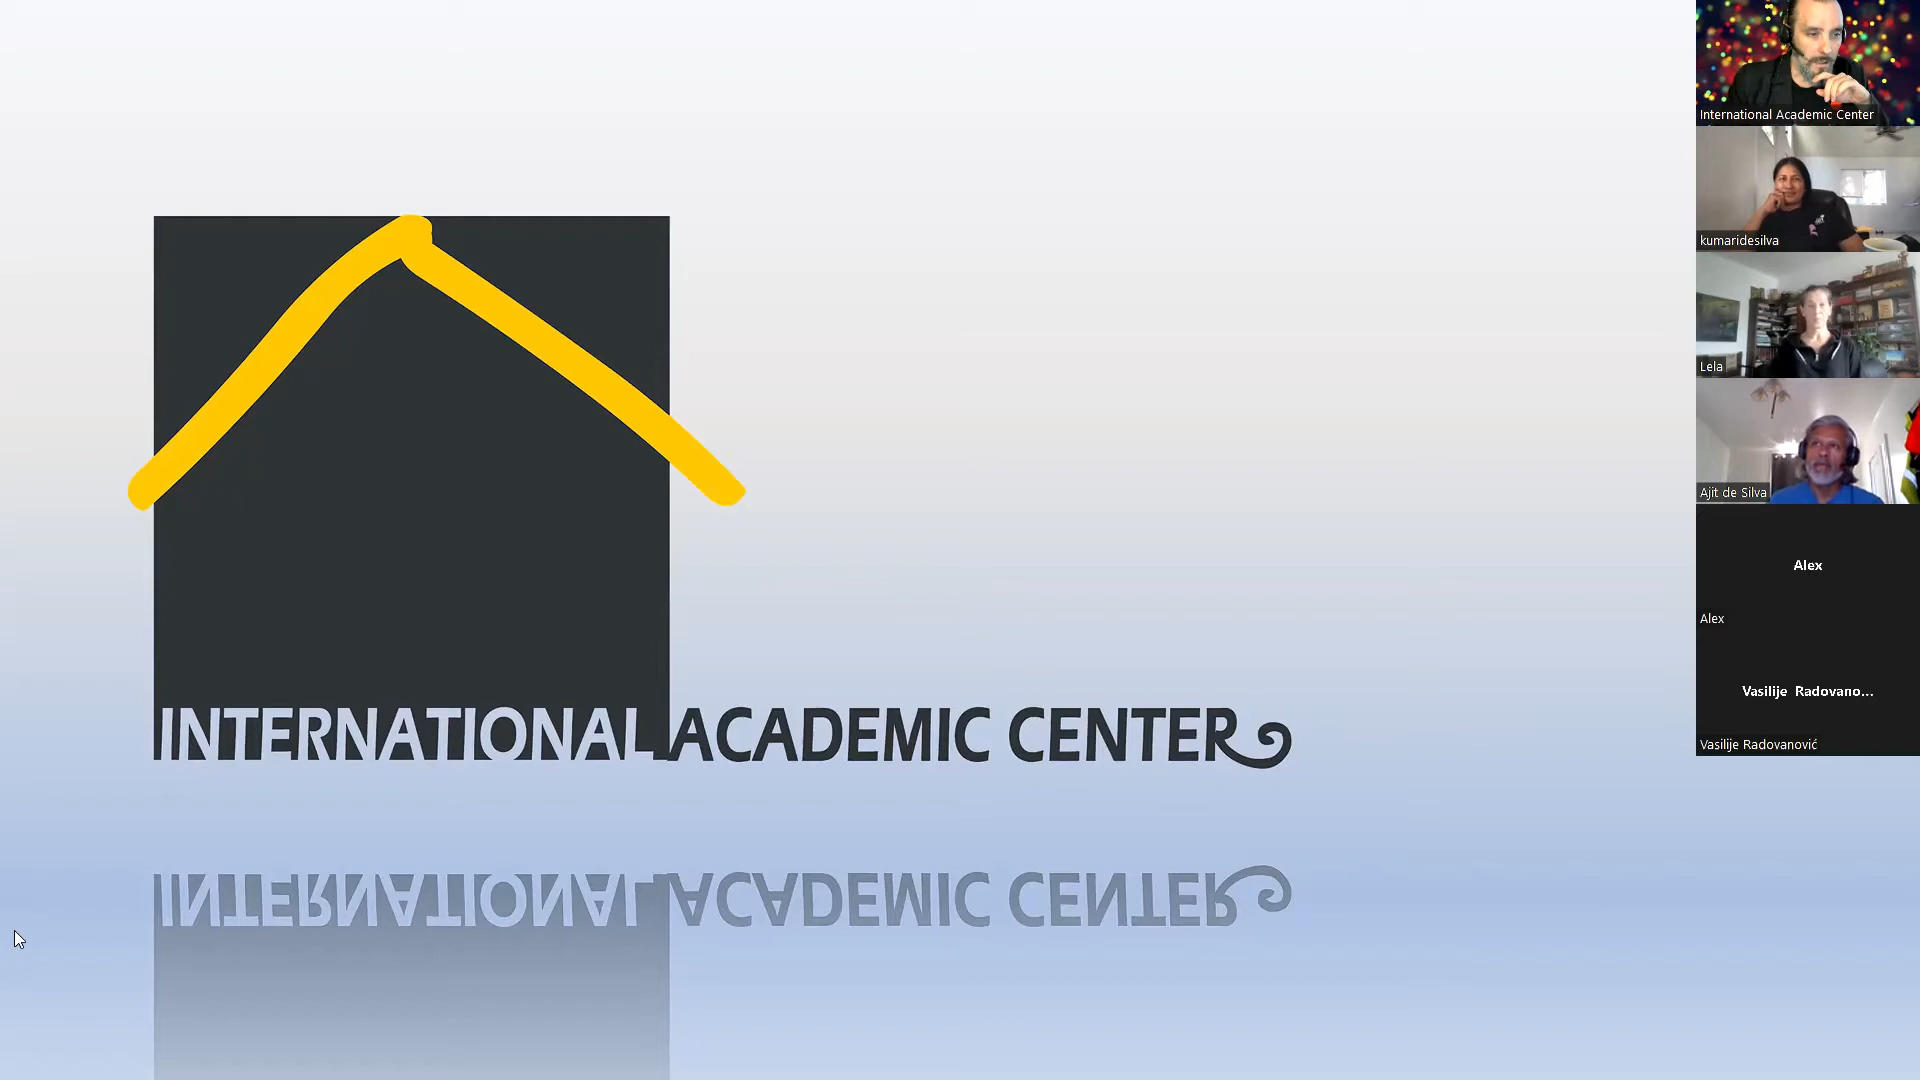 INTERNATIONAL ACADEMIC CENTER
INTERNATIONAL ACADEMIC CENTER
International Academic Center
kumaridesilva
Lela
Ajit de Silva
Alex
Alex
Vasilije Radovano...
Vasilije Radovanović